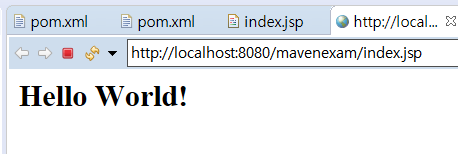 pom.xml pom.xml index.jsp http://local...
http://localhost:8080/mavenexam/index.jsp
Hello World!